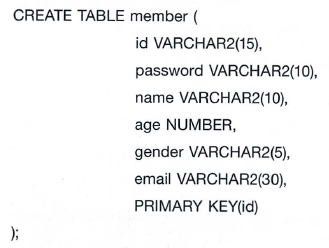 CREATE TABLE member (
id VARCHAR2(15),
password VARCHAR2(10),
name VARCHAR2(10),
age NUMBER,
gender VARCHAR2(5),
email VARCHAR2(30),
PRIMARY KEY(id)
);